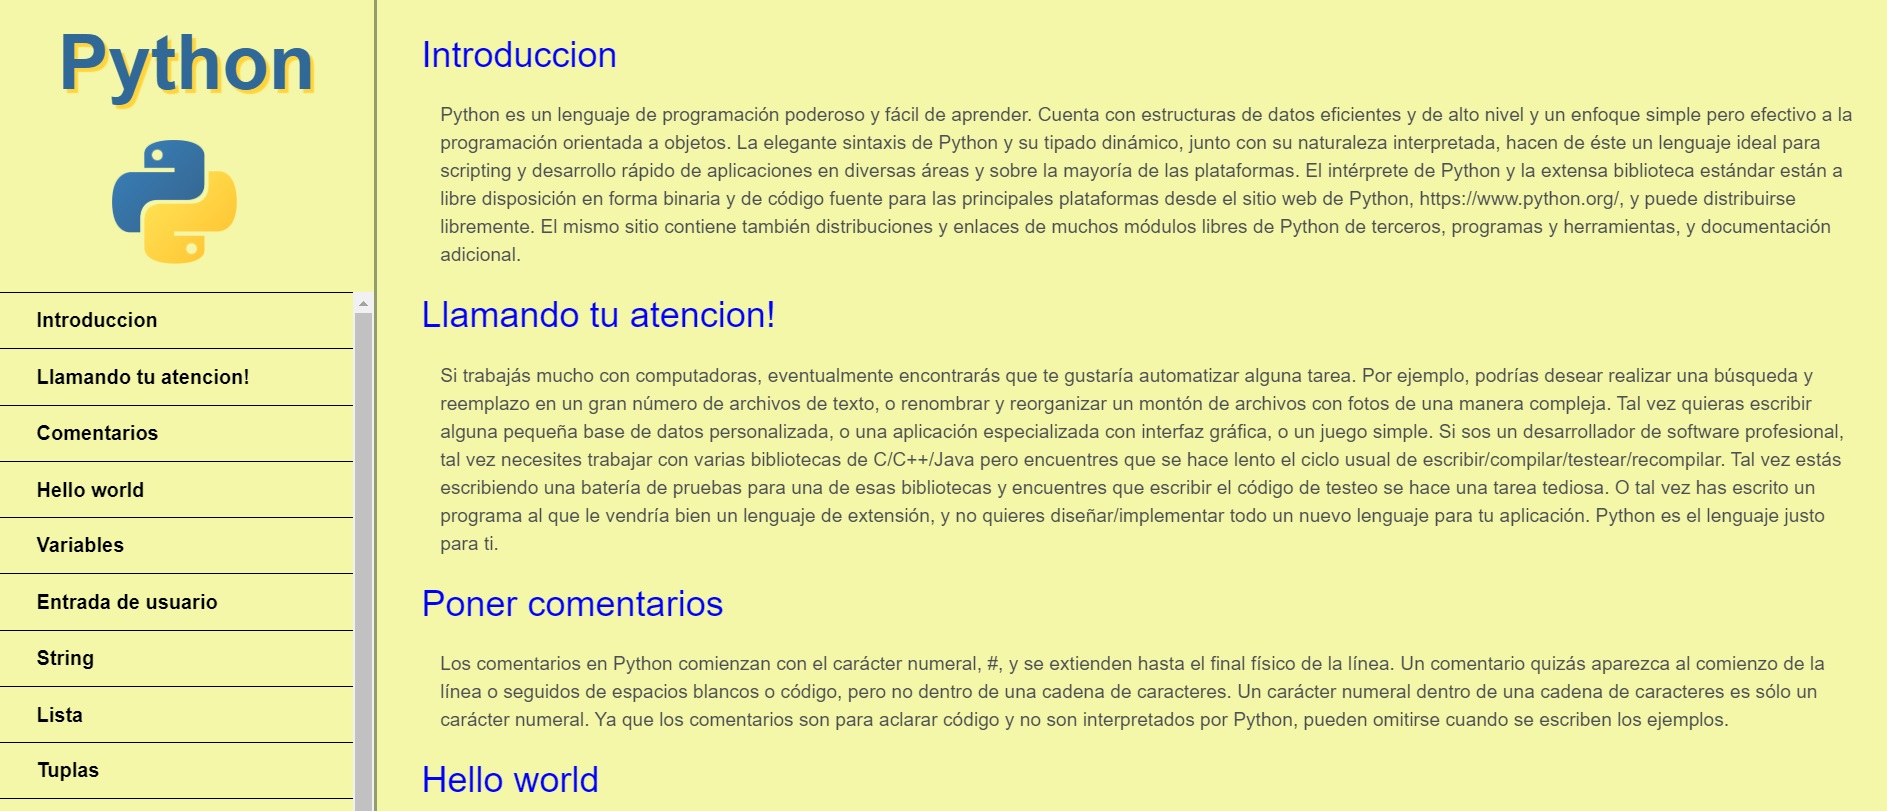 Python
Introduccion
Llamando tu atencion!
Comentarios
Hello world
Variables
Entrada de usuario
String
Lista
Tuplas
Introduccion
Python es un lenguaje de programación poderoso y fácil de aprender. Cuenta con estructuras de datos eficientes y de alto nivel y un enfoque simple pero efectivo a la
programación orientada a objetos. La elegante sintaxis de Python y su tipado dinámico, junto con su naturaleza interpretada, hacen de éste un lenguaje ideal para
scripting y desarrollo rápido de aplicaciones en diversas áreas y sobre la mayoría de las plataformas. El intérprete de Python y la extensa biblioteca estándar están a
libre disposición en forma binaria y de código fuente para las principales plataformas desde el sitio web de Python, https://www.python.org/, y puede distribuirse
libremente. El mismo sitio contiene también distribuciones y enlaces de muchos módulos libres de Python de terceros, programas y herramientas, y documentación
adicional.
Llamando tu atencion!
Si trabajás mucho con computadoras, eventualmente encontrarás que te gustaría automatizar alguna tarea. Por ejemplo, podrías desear realizar una búsqueda y
reemplazo en un gran número de archivos de texto, o renombrar y reorganizar un montón de archivos con fotos de una manera compleja. Tal vez quieras escribir
alguna pequeña base de datos personalizada, o una aplicación especializada con interfaz gráfica, o un juego simple. Si sos un desarrollador de software profesional,
tal vez necesites trabajar con varias bibliotecas de C/C++/Java pero encuentres que se hace lento el ciclo usual de escribir/compilar/testear/recompilar. Tal vez estás
escribiendo una batería de pruebas para una de esas bibliotecas y encuentres que escribir el código de testeo se hace una tarea tediosa. O tal vez has escrito un
programa al que le vendría bien un lenguaje de extensión, y no quieres diseñar/implementar todo un nuevo lenguaje para tu aplicación. Python es el lenguaje justo
para ti.
Poner comentarios
Los comentarios en Python comienzan con el carácter numeral, #, y se extienden hasta el final físico de la línea. Un comentario quizás aparezca al comienzo de la
línea o seguidos de espacios blancos o código, pero no dentro de una cadena de caracteres. Un carácter numeral dentro de una cadena de caracteres es sólo un
carácter numeral. Ya que los comentarios son para aclarar código y no son interpretados por Python, pueden omitirse cuando se escriben los ejemplos.
Hello world